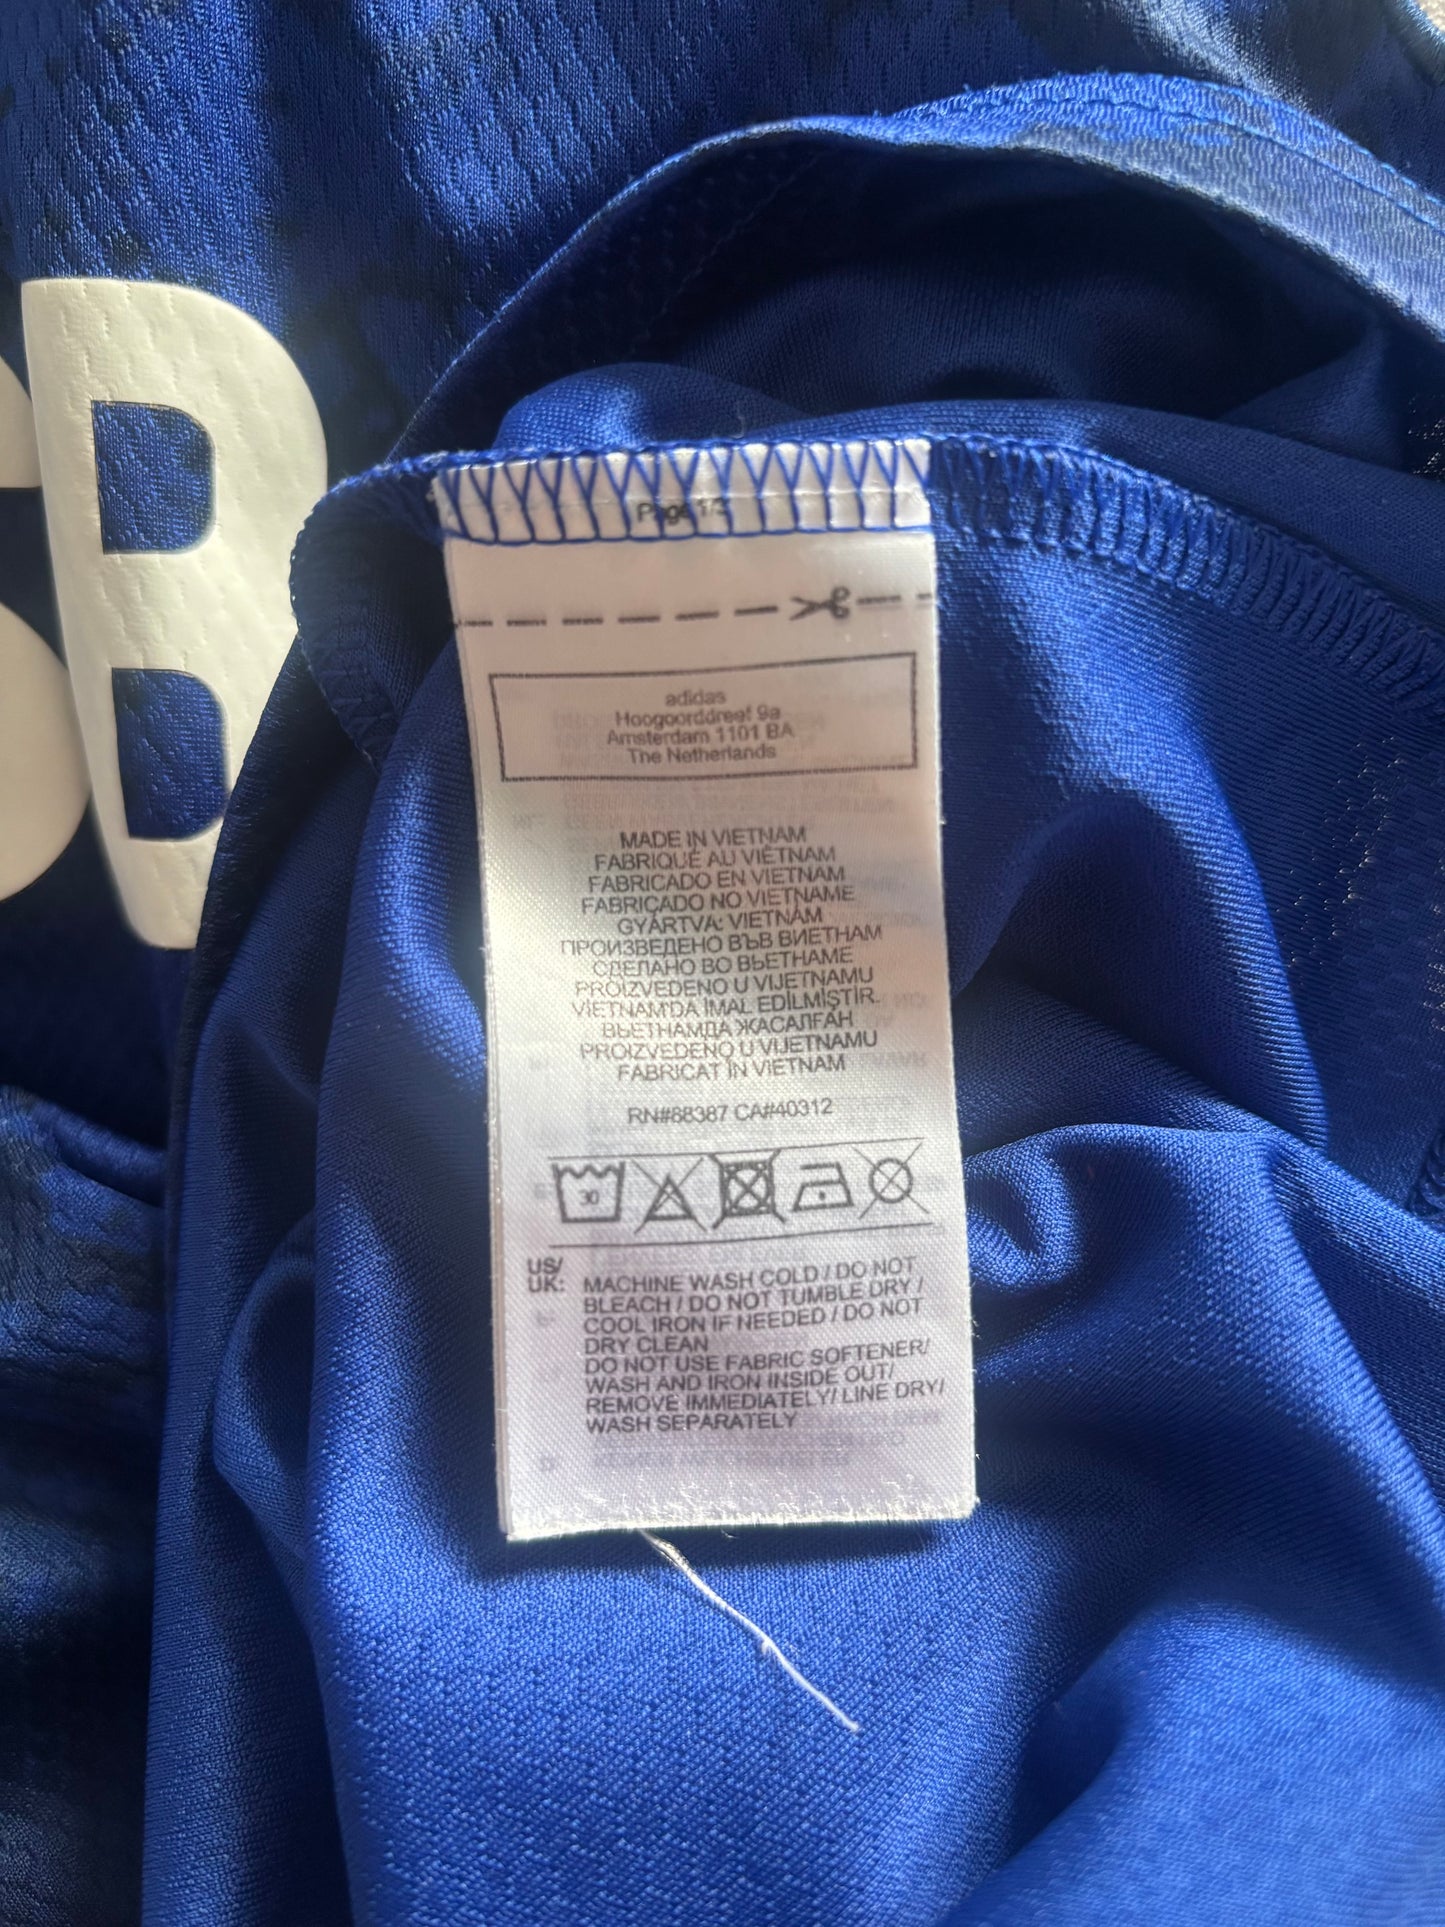 B
Page 1/3
adidas
Hoogoorddreef 9a
Amsterdam 1101 BA
The Netherlands
MADE IN VIETNAM
FABRIQUÉ AU VIÊTNAM
FABRICADO EN VIETNAM
FABRICADO NO VIETNAME
GYÁRTVA: VIETNÁM
ПРОИЗВЕДЕНО ВЪВ ВИЕТНАМ
СДЕЛАНО ВО ВЬЕТНАМЕ
PROIZVEDENO U VIJETNAMU
VIETNAM'DA İMAL EDİLMİŞTİR.
ВЬЕТНАМДА ЖАСАЛҒАН
PROIZVEDENO U VIJETNAMU
FABRICAT ÎN VIETNAM
RN#88387 CA#40312
30
US/
UK: MACHINE WASH COLD / DO NOT
BLEACH / DO NOT TUMBLE DRY /
COOL IRON IF NEEDED / DO NOT
DRY CLEAN
DO NOT USE FABRIC SOFTENER/
WASH AND IRON INSIDE OUT/
REMOVE IMMEDIATELY/ LINE DRY/
WASH SEPARATELY